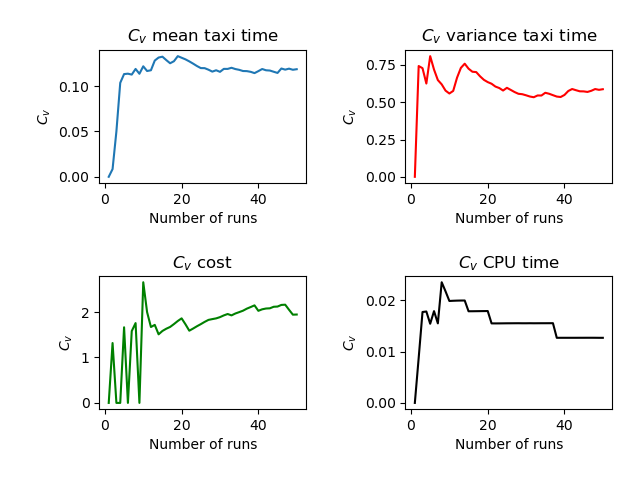 C_v mean taxi time
C_v variance taxi time
0.10
0.05
0.00
C_v
0 20 40
Number of runs
0.75
0.50
0.25
0.00
C_v
0 20 40
Number of runs
C_v cost
C_v CPU time
2
1
0
C_v
0 20 40
Number of runs
0.02
0.01
0.00
C_v
0 20 40
Number of runs